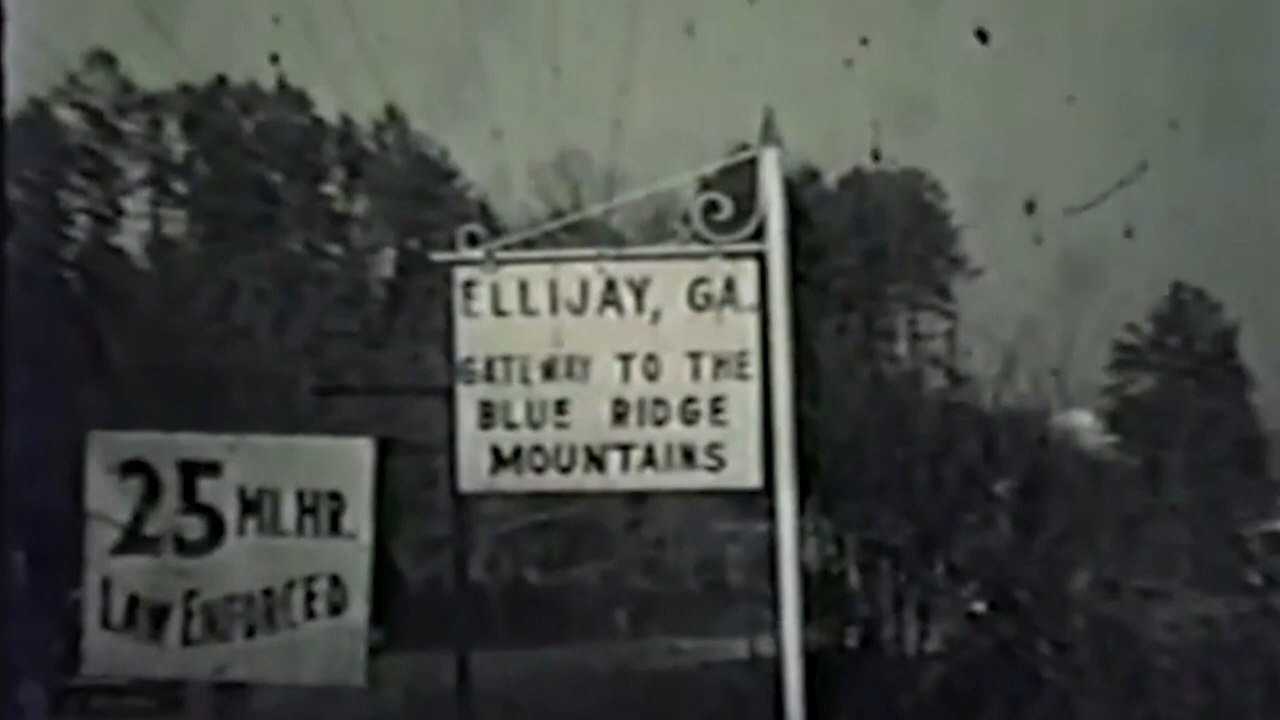 ELLIJAY, GA.
GATEWAY TO THE
BLUE RIDGE
MOUNTAINS
25 MI.HR.
LAW ENFORCED